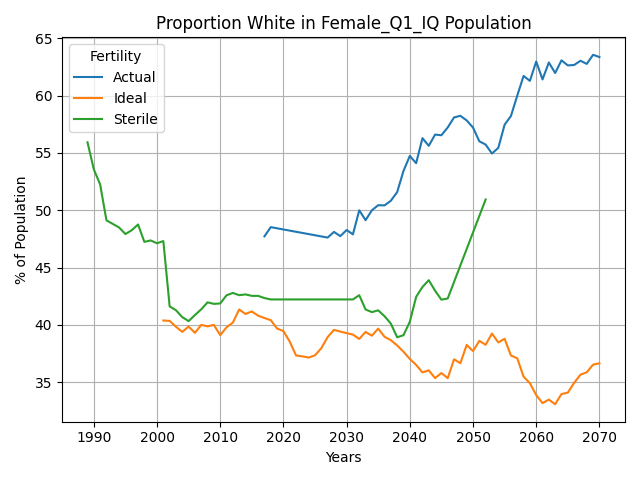 Proportion White in Female_Q1_IQ Population
Fertility
Actual
Ideal
Sterile
% of Population
65
60
55
50
45
40
35
1990 2000 2010 2020 2030 2040 2050 2060 2070
Years